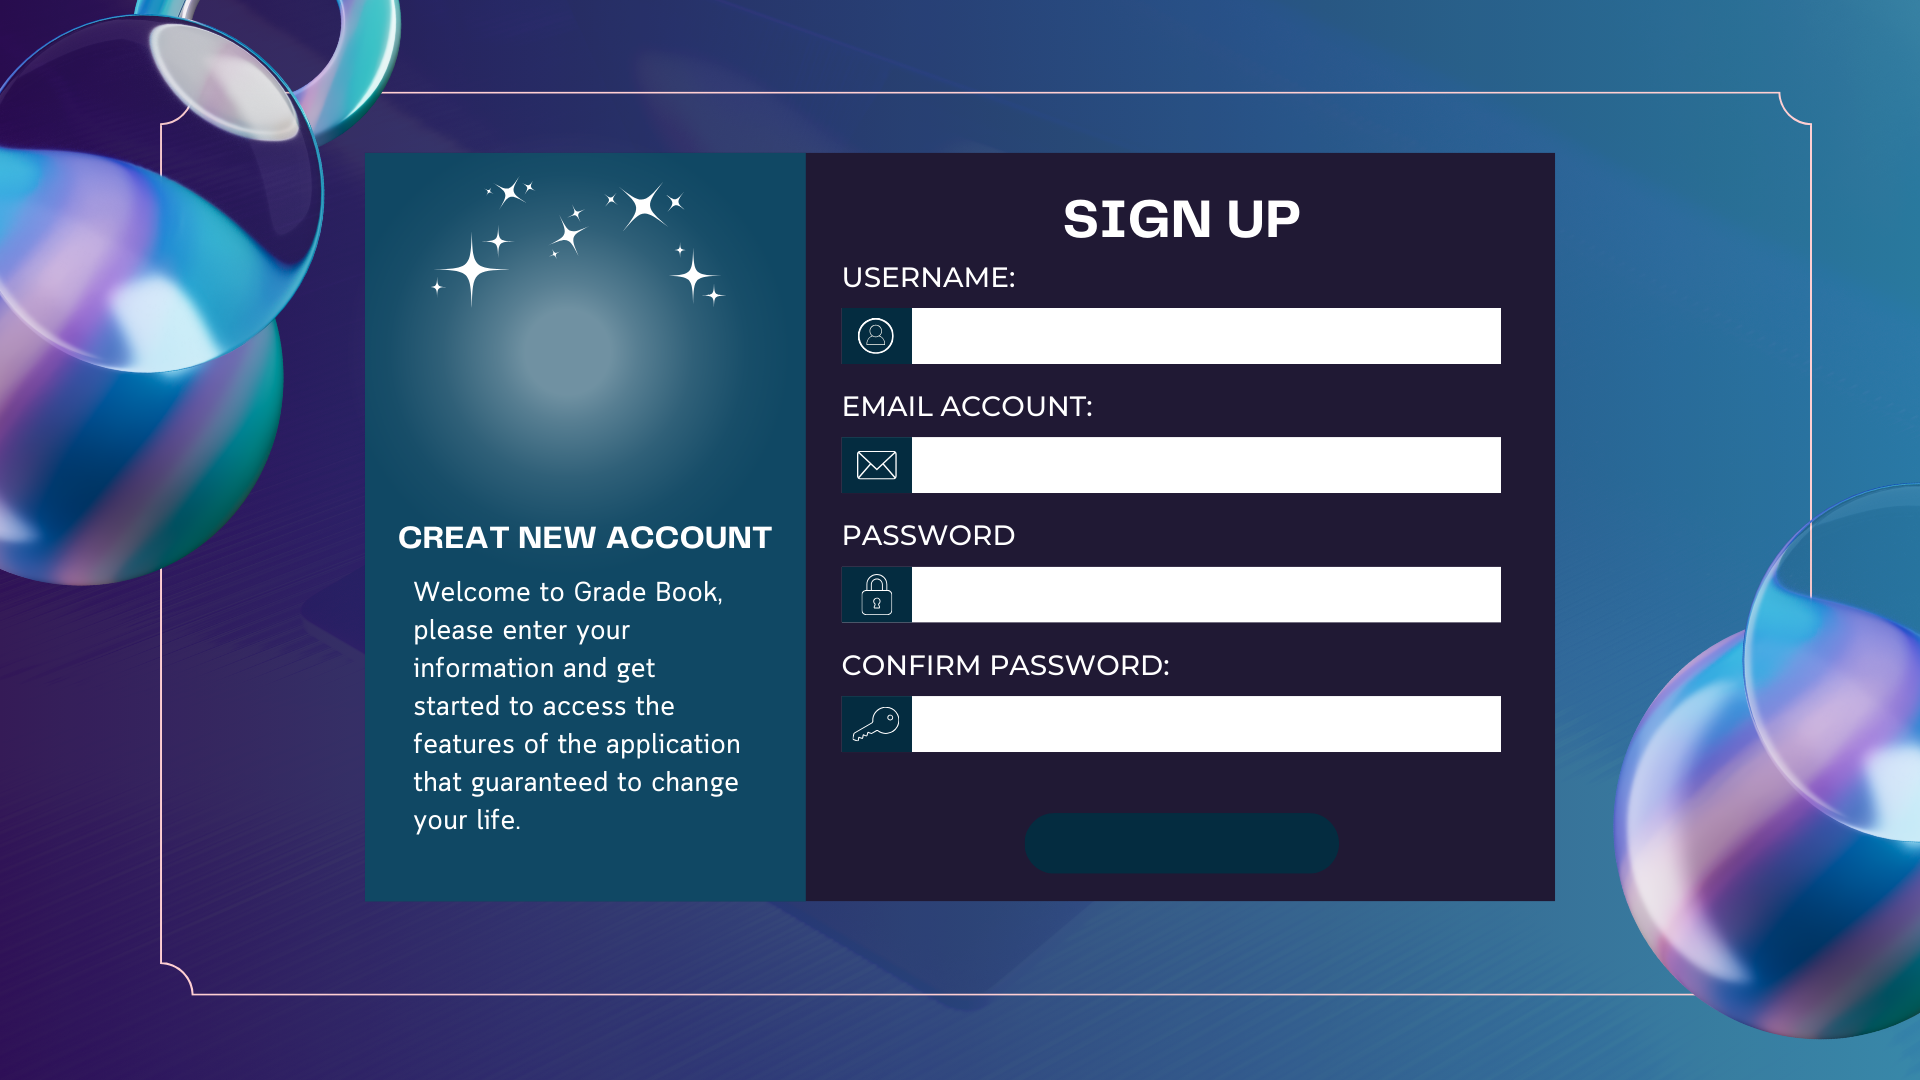 CREAT NEW ACCOUNT
Welcome to Grade Book,
please enter your
information and get
started to access the
features of the application
that guaranteed to change
your life.
SIGN UP
USERNAME:
EMAIL ACCOUNT:
PASSWORD
CONFIRM PASSWORD: